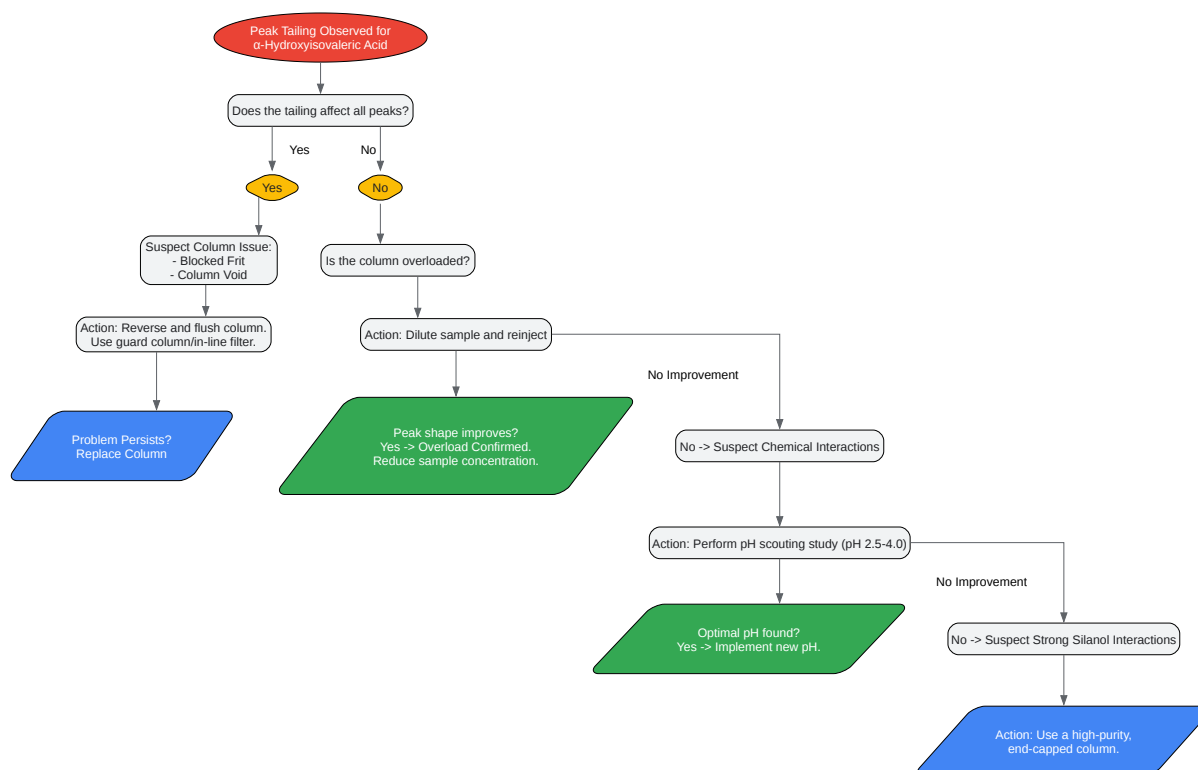 Peak Tailing Observed for
α-Hydroxyisovaleric Acid
Does the tailing affect all peaks?
Yes
No
Yes
No
Suspect Column Issue:
- Blocked Frit
- Column Void
Is the column overloaded?
Action: Reverse and flush column.
Use guard column/in-line filter.
Action: Dilute sample and reinject
No Improvement
Problem Persists?
Replace Column
Peak shape improves?
Yes -> Overload Confirmed.
Reduce sample concentration.
No -> Suspect Chemical Interactions
Action: Perform pH scouting study (pH 2.5-4.0)
No Improvement
Optimal pH found?
Yes -> Implement new pH.
No -> Suspect Strong Silanol Interactions
Action: Use a high-purity,
end-capped column.